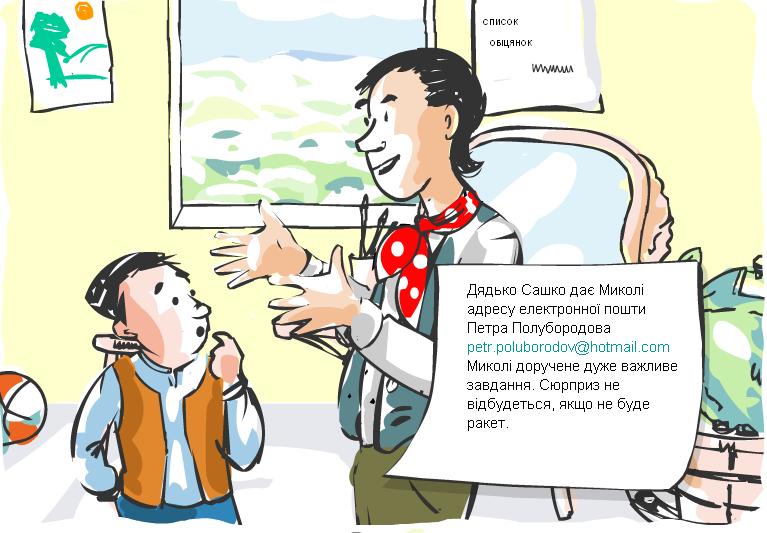 список
обіцянок
Дядько Сашко дає Миколі
адресу електронної пошти
Петра Полубородова
petr.poluborodov@hotmail.com
Миколі доручене дуже важливе
завдання. Сюрприз не
відбудеться, якщо не буде
ракет.